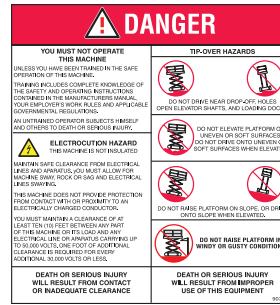 DANGER
YOU MUST NOT OPERATE
THIS MACHINE
UNLESS YOU HAVE BEEN TRAINED IN THE SAFE
OPERATION OF THIS MACHINE.
TRAINING INCLUDES COMPLETE KNOWLEDGE OF
THE SAFETY AND OPERATING INSTRUCTIONS
CONTAINED IN THE MANUFACTURERS MANUAL,
YOUR EMPLOYER'S WORK RULES AND APPLICABLE
GOVERNMENTAL REGULATIONS.
AN UNTRAINED OPERATOR SUBJECTS HIMSELF
AND OTHERS TO DEATH OR SERIOUS INJURY.
ELECTROCUTION HAZARD
THIS MACHINE IS NOT INSULATED
MAINTAIN SAFE CLEARANCE FROM ELECTRICAL
LINES AND APPARATUS, YOU MUST ALLOW FOR
MACHINE SWAY, ROCK OR SAG AND ELECTRICAL
LINES SWAYING.
THIS MACHINE DOES NOT PROVIDE PROTECTION
FROM CONTACT WITH OR PROXIMITY TO AN
ELECTRICALLY CHARGED CONDUCTOR.
YOU MUST MAINTAIN A CLEARANCE OF AT
LEAST TEN (10) FEET BETWEEN ANY PART
OF THIS MACHINE OR ITS LOAD AND ANY
ELECTRICAL LINE OR APPARATUS CARRYING UP
TO 50,000 VOLTS, ONE FOOT OF ADDITIONAL
CLEARANCE IS REQUIRED FOR EVERY
ADDITIONAL 30,000 VOLTS OR LESS.
DEATH OR SERIOUS INJURY
WILL RESULT FROM CONTACT
OR INADEQUATE CLEARANCE
TIP-OVER HAZARDS
DO NOT DRIVE NEAR DROP-OFF, HOLES
OPEN ELEVATOR SHAFTS, AND LOADING DOC
DO NOT ELEVATE PLATFORM O
UNEVEN OR SOFT SURFACES
DO NOT DRIVE ONTO UNEVEN O
SOFT SURFACES WHEN ELEVAT
DO NOT RAISE PLATFORM ON SLOPE, OR DRI
ONTO SLOPE WHEN ELEVATED.
DO NOT RAISE PLATFORM IN
WINDY OR GUSTY CONDITION
DEATH OR SERIOUS INJURY
WILL RESULT FROM IMPROPER
USE OF THIS EQUIPMENT